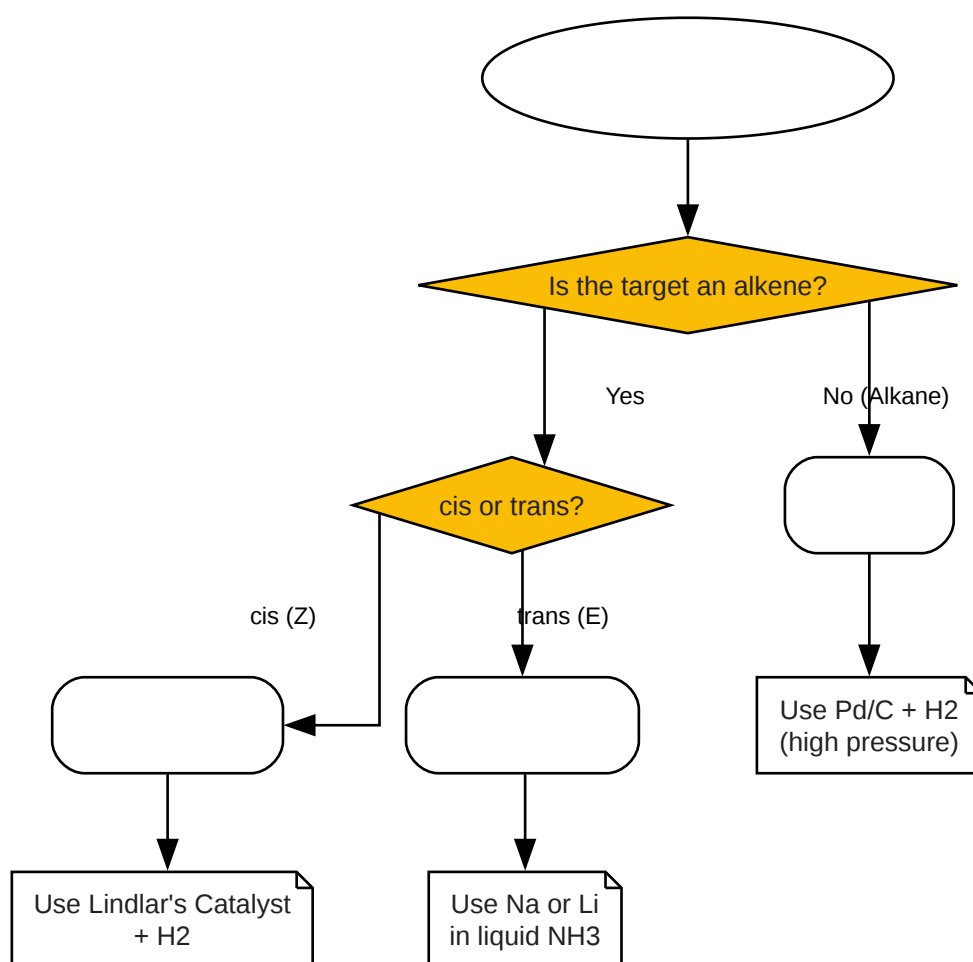 Is the target an alkene?
Yes
No (Alkane)
cis or trans?
cis (Z)
trans (E)
Use Pd/C + H2
(high pressure)
Use Lindlar's Catalyst
+ H2
Use Na or Li
in liquid NH3